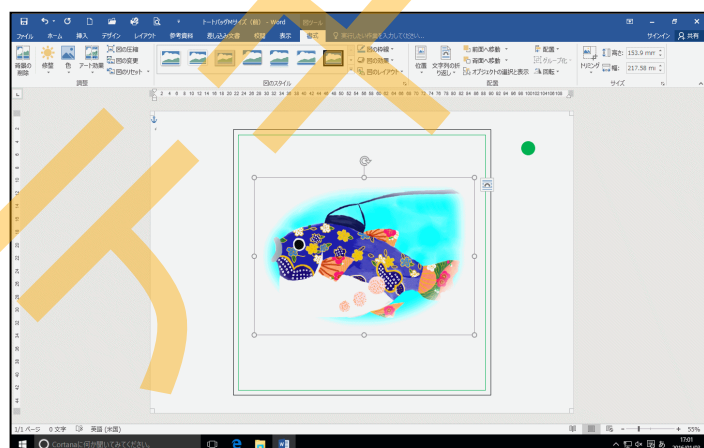 トートバッグMサイズ (前) - Word 図ツール
ファイル ホーム 挿入 デザイン レイアウト 参考資料 差し込み文書 校閲 表示 書式 実行したい作業を入力してください... サインイン 共有
背景の削除 修整 色 アート効果 図の圧縮 図の変更 図のリセット
調整
図のスタイル
図の枠線 図の効果 図のレイアウト
位置 文字列の折り返し 前面へ移動 背面へ移動 オブジェクトの選択と表示 配置 グループ化 回転
配置
トリミング 高さ: 153.9 mm 幅: 217.58 mm
サイズ
1/1 ページ 0 文字 英語 (米国) 55%
Cortanaに何か聞いてみてください。 あ 17:01
2016/01/03